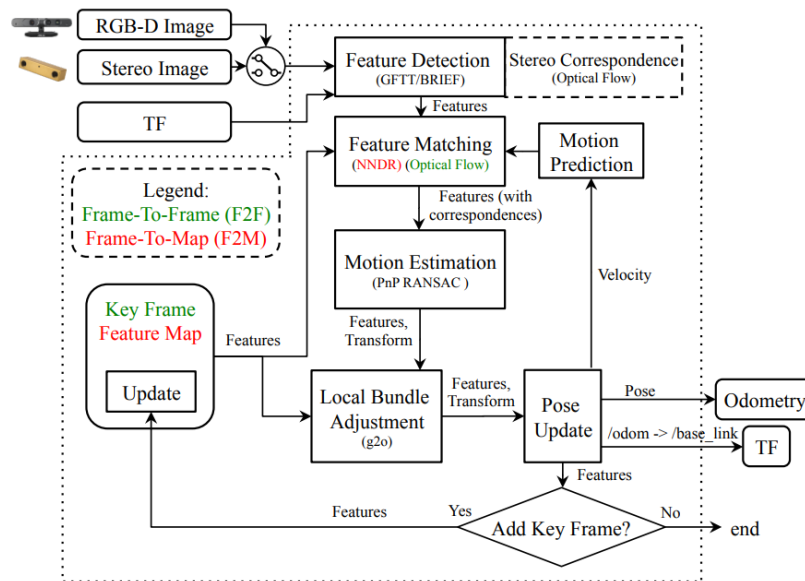 RGB-D Image
Stereo Image
TF
Feature Detection
(GFTT/BRIEF)
Stereo Correspondence
(Optical Flow)
Features
Feature Matching
(NNDR) (Optical Flow)
Motion
Prediction
Legend:
Frame-To-Frame (F2F)
Frame-To-Map (F2M)
Features (with
correspondences)
Motion Estimation
(PnP RANSAC )
Velocity
Key Frame
Feature Map
Update
Features
Features,
Transform
Local Bundle
Adjustment
(g2o)
Features,
Transform
Pose
Update
Pose
Odometry
/odom -> /base_link
TF
Features
Features
Yes
Add Key Frame?
No
end